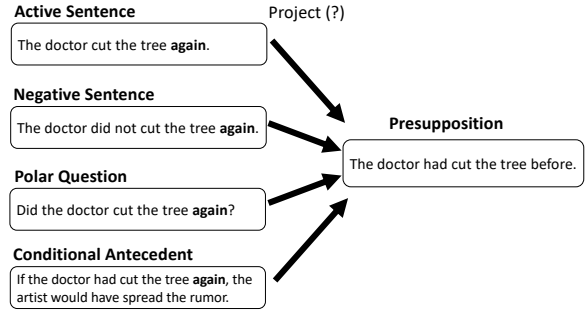 Active Sentence
Project (?)
The doctor cut the tree again.
Negative Sentence
The doctor did not cut the tree again.
Presupposition
The doctor had cut the tree before.
Polar Question
Did the doctor cut the tree again?
Conditional Antecedent
If the doctor had cut the tree again, the
artist would have spread the rumor.